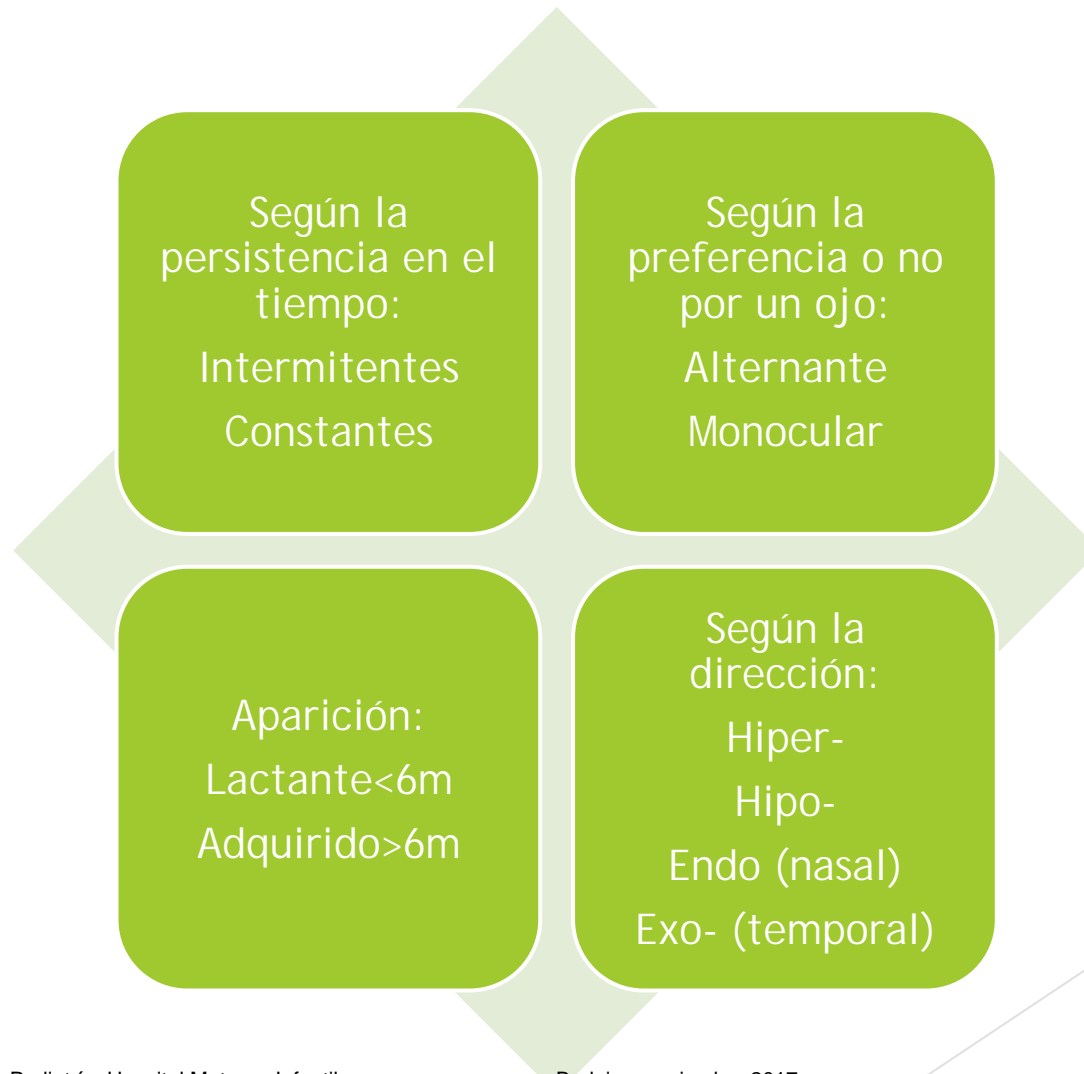 Según la
persistencia en el
tiempo:
Intermitentes
Constantes
Según la
preferencia o no
por un ojo:
Alternante
Monocular
Aparición:
Lactante<6m
Adquirido>6m
Según la
dirección:
Hiper-
Hipo-
Endo (nasal)
Exo- (temporal)